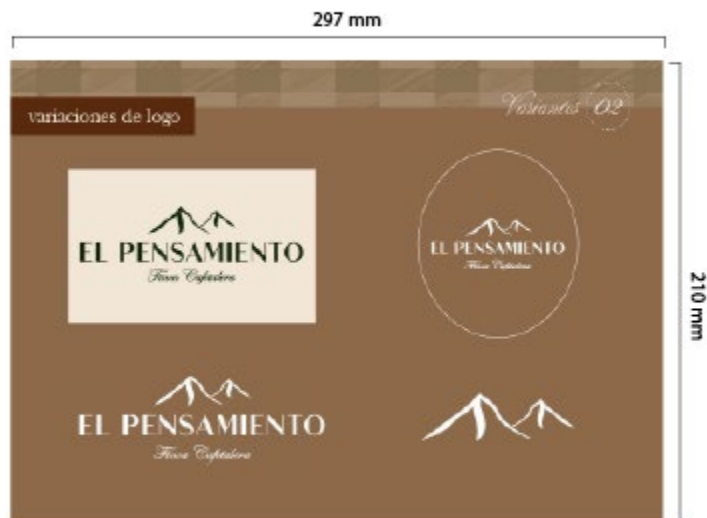 297 mm
variaciones de logo
Variantes 02
EL PENSAMIENTO
Finca Cafetalera
EL PENSAMIENTO
Finca Cafetalera
210 mm
EL PENSAMIENTO
Finca Cafetalera